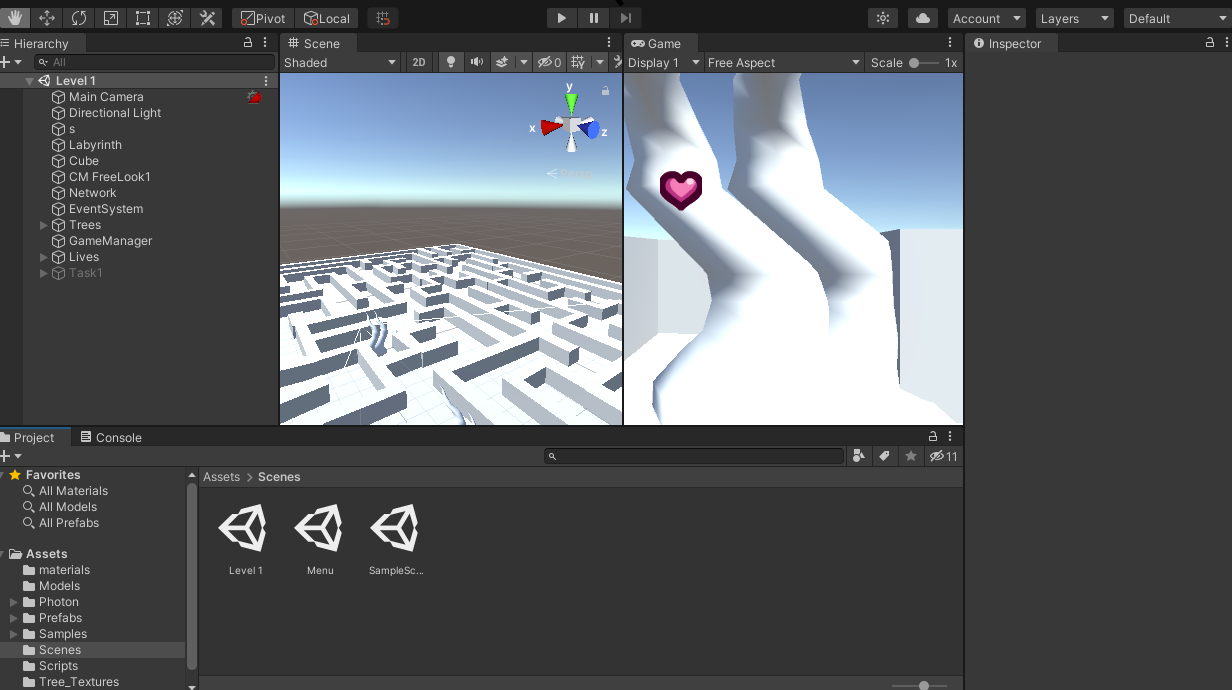 Pivot Local Account Layers Default
Hierarchy Scene Game Inspector
All Shaded 2D 0 Display 1 Free Aspect Scale 1x
Level 1
Main Camera
Directional Light
s
Labyrinth
Cube
CM FreeLook1
Network
EventSystem
Trees
GameManager
Lives
Task1
y
x
z
Project Console
11
Favorites
All Materials
All Models
All Prefabs
Assets
materials
Models
Photon
Prefabs
Samples
Scenes
Scripts
Tree_Textures
Assets > Scenes
Level 1 Menu SampleSc...